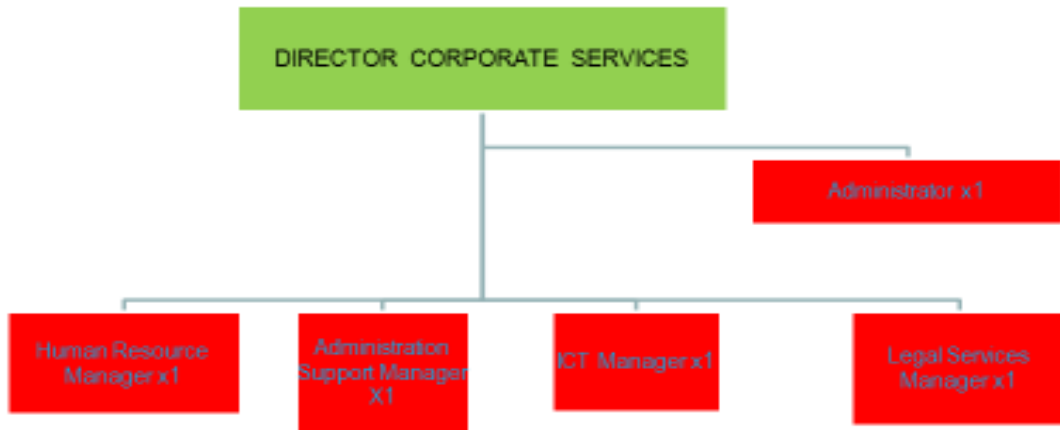 DIRECTOR CORPORATE SERVICES
Administrator x1
Human Resource
Manager x1
Administration
Support Manager
X1
ICT Manager x1
Legal Services
Manager x1